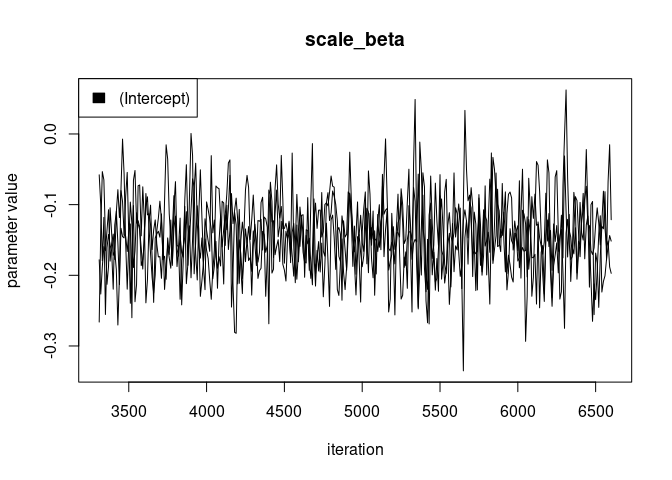 scale_beta
(Intercept)
0.0
-0.1
-0.2
-0.3
parameter value
3500 4000 4500 5000 5500 6000 6500
iteration